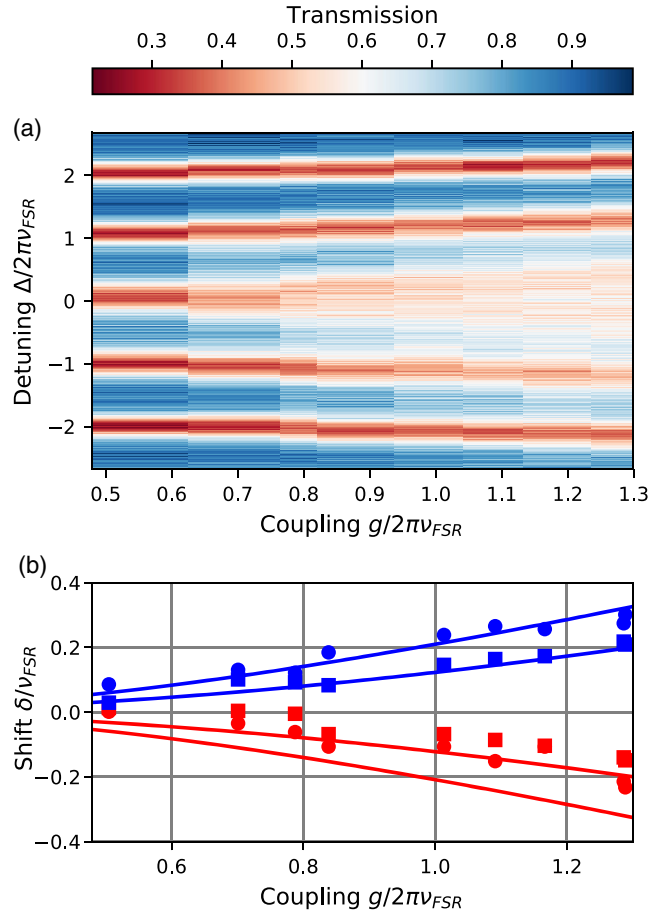 Transmission
0.3 0.4 0.5 0.6 0.7 0.8 0.9
(a)
Detuning Δ/2πν_FSR
2
1
0
−1
−2
0.5 0.6 0.7 0.8 0.9 1.0 1.1 1.2 1.3
Coupling g/2πν_FSR
(b)
Shift δ/ν_FSR
0.4
0.2
0.0
−0.2
−0.4
0.6 0.8 1.0 1.2
Coupling g/2πν_FSR